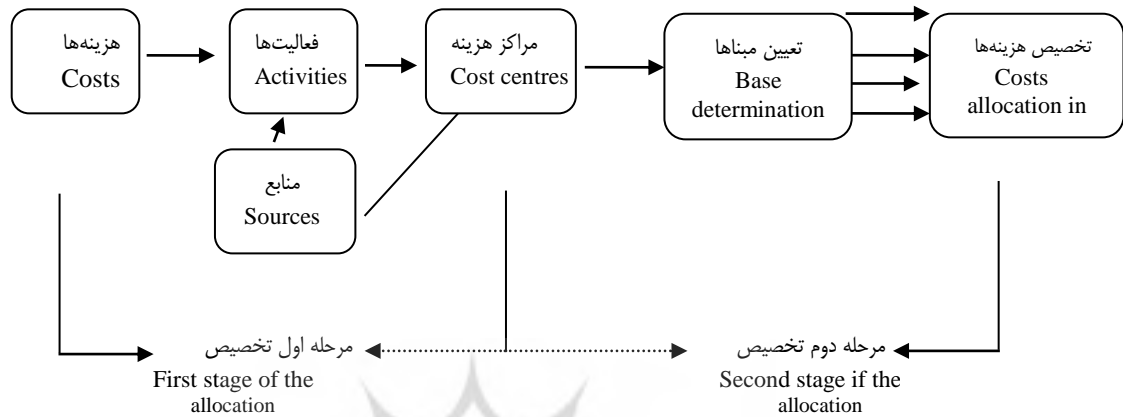 هزینه‌ها
Costs
فعالیت‌ها
Activities
مراکز هزینه
Cost centres
تعیین مبناها
Base
determination
تخصیص هزینه‌ها
Costs
allocation in
منابع
Sources
مرحله اول تخصیص
First stage of the
allocation
مرحله دوم تخصیص
Second stage if the
allocation